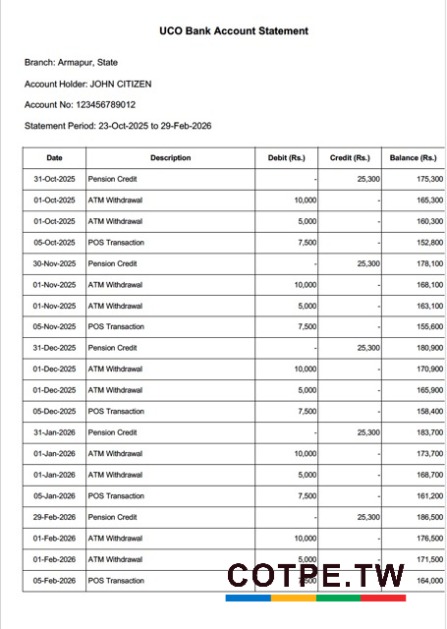 UCO Bank Account Statement
Branch: Armapur, State
Account Holder: JOHN CITIZEN
Account No: 123456789012
Statement Period: 23-Oct-2025 to 29-Feb-2026
Date Description Debit (Rs.) Credit (Rs.) Balance (Rs.)
31-Oct-2025 Pension Credit - 25,300 175,300
01-Oct-2025 ATM Withdrawal 10,000 - 165,300
01-Oct-2025 ATM Withdrawal 5,000 - 160,300
05-Oct-2025 POS Transaction 7,500 - 152,800
30-Nov-2025 Pension Credit - 25,300 178,100
01-Nov-2025 ATM Withdrawal 10,000 - 168,100
01-Nov-2025 ATM Withdrawal 5,000 - 163,100
05-Nov-2025 POS Transaction 7,500 - 155,600
31-Dec-2025 Pension Credit - 25,300 180,900
01-Dec-2025 ATM Withdrawal 10,000 - 170,900
01-Dec-2025 ATM Withdrawal 5,000 - 165,900
05-Dec-2025 POS Transaction 7,500 - 158,400
31-Jan-2026 Pension Credit - 25,300 183,700
01-Jan-2026 ATM Withdrawal 10,000 - 173,700
01-Jan-2026 ATM Withdrawal 5,000 - 168,700
05-Jan-2026 POS Transaction 7,500 - 161,200
29-Feb-2026 Pension Credit - 25,300 186,500
01-Feb-2026 ATM Withdrawal 10,000 - 176,500
01-Feb-2026 ATM Withdrawal 5,000 - 171,500
05-Feb-2026 POS Transaction 164,000
COTPE.TW